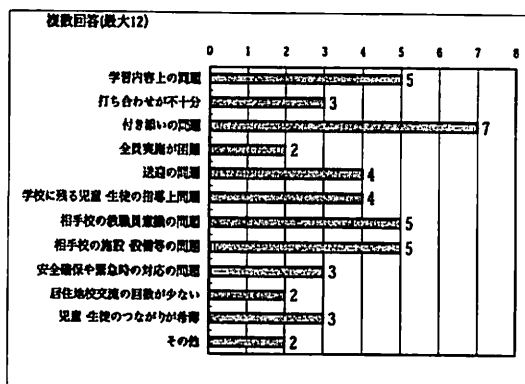 複数回答(最大12)
0 1 2 3 4 5 6 7 8
学習内容上の問題 5
打ち合わせが不十分 3
付き添いの問題 7
全員実施が困難 2
送迎の問題 4
学校に残る児童・生徒の指導上問題 4
相手校の教職員意識の問題 5
相手校の施設・設備等の問題 5
安全確保や緊急時の対応の問題 3
居住地校交流の回数が少ない 2
児童・生徒のつながりが希薄 3
その他 2